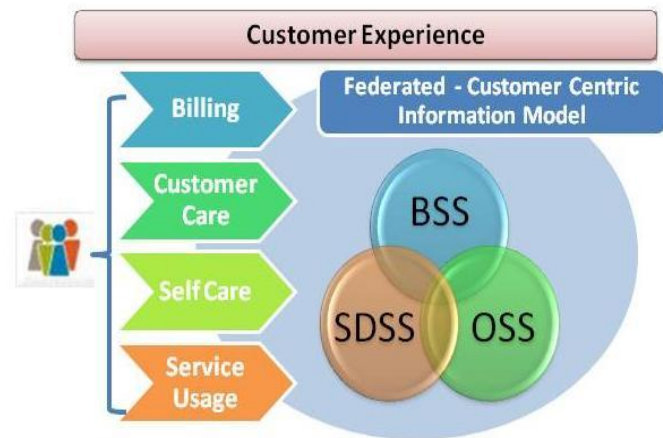 Customer Experience
Billing
Federated - Customer Centric
Information Model
Customer
Care
BSS
Self Care
SDSS
OSS
Service
Usage